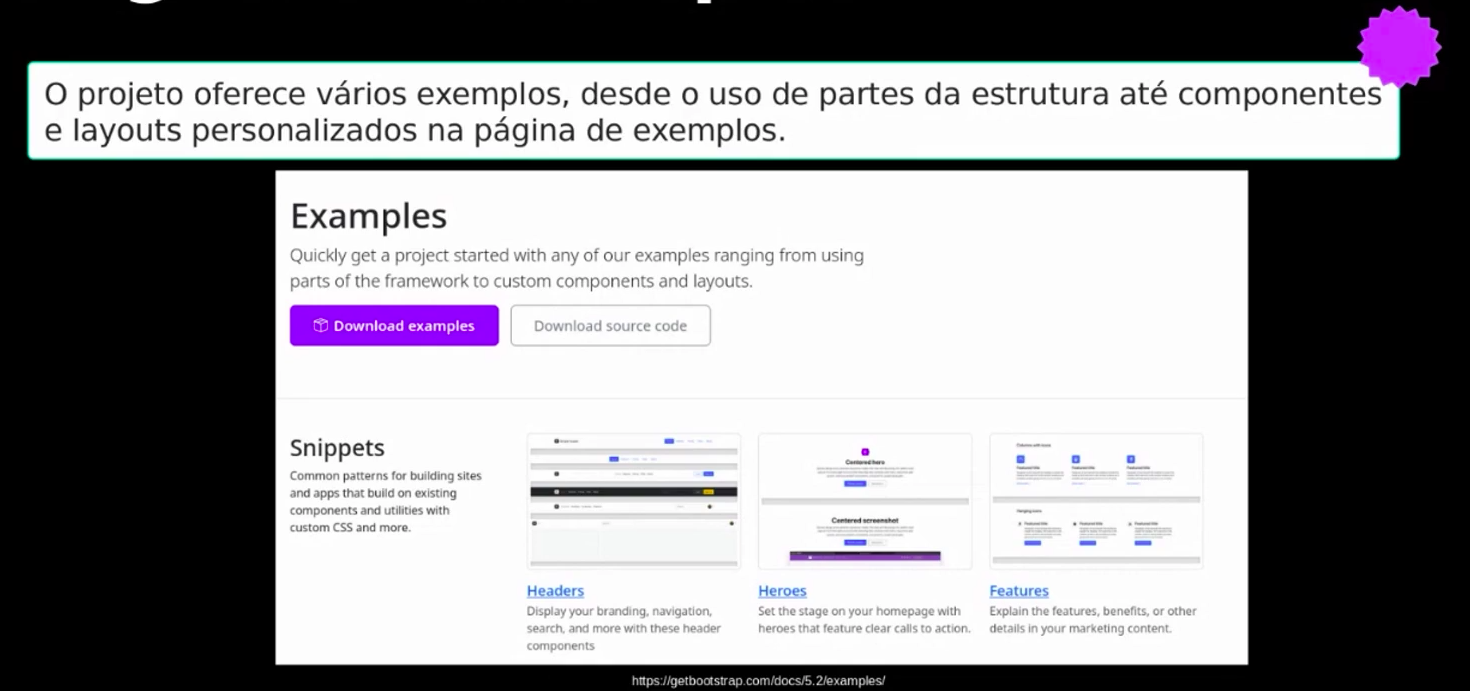 O projeto oferece vários exemplos, desde o uso de partes da estrutura até componentes
e layouts personalizados na página de exemplos.
Examples
Quickly get a project started with any of our examples ranging from using
parts of the framework to custom components and layouts.
Download examples
Download source code
Snippets
Common patterns for building sites
and apps that build on existing
components and utilities with
custom CSS and more.
Centered hero
Centered screenshot
Headers
Display your branding, navigation,
search, and more with these header
components
Heroes
Set the stage on your homepage with
heroes that feature clear calls to action.
Features
Explain the features, benefits, or other
details in your marketing content.
https://getbootstrap.com/docs/5.2/examples/